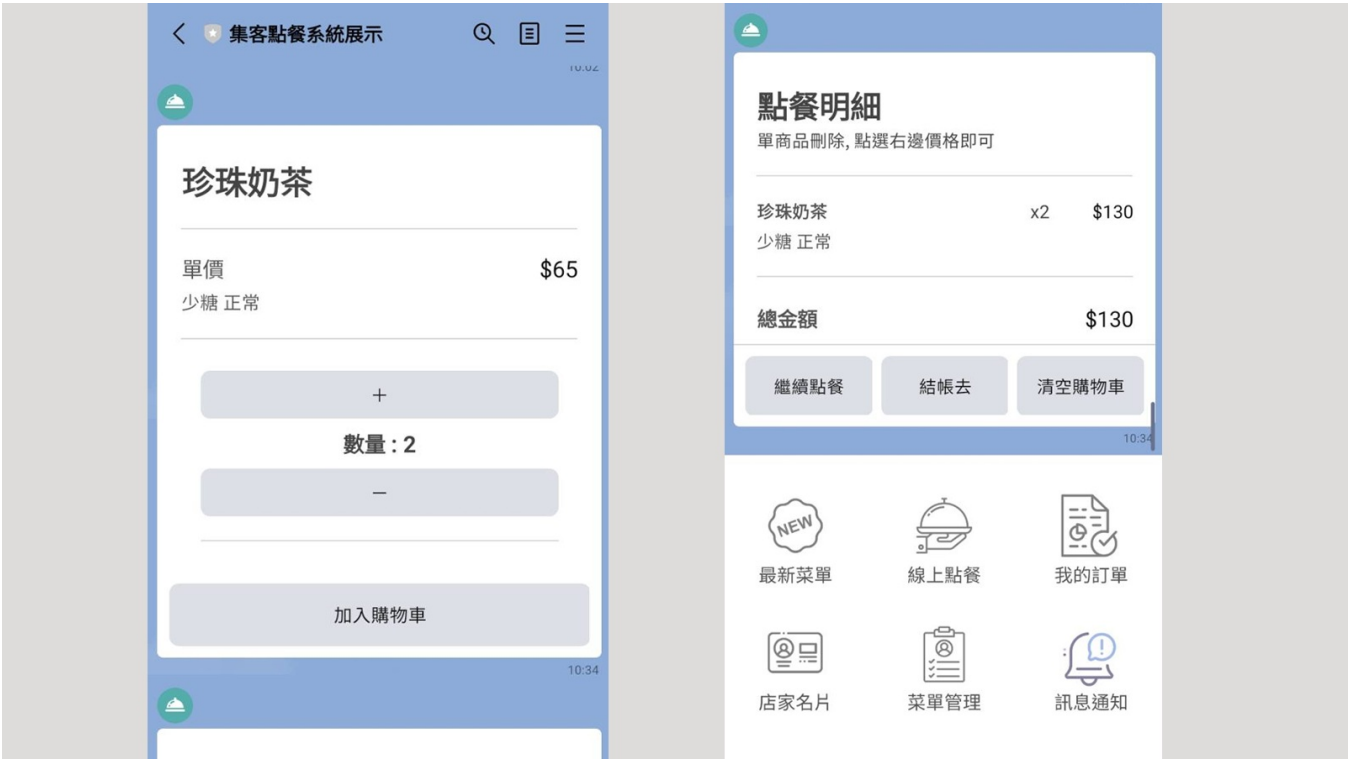 集客點餐系統展示
10:02
珍珠奶茶
單價 $65
少糖 正常
+
數量 : 2
−
加入購物車
10:34
點餐明細
單商品刪除, 點選右邊價格即可
珍珠奶茶 x2 $130
少糖 正常
總金額 $130
繼續點餐 結帳去 清空購物車
10:34
NEW
最新菜單 線上點餐 我的訂單
店家名片 菜單管理 訊息通知